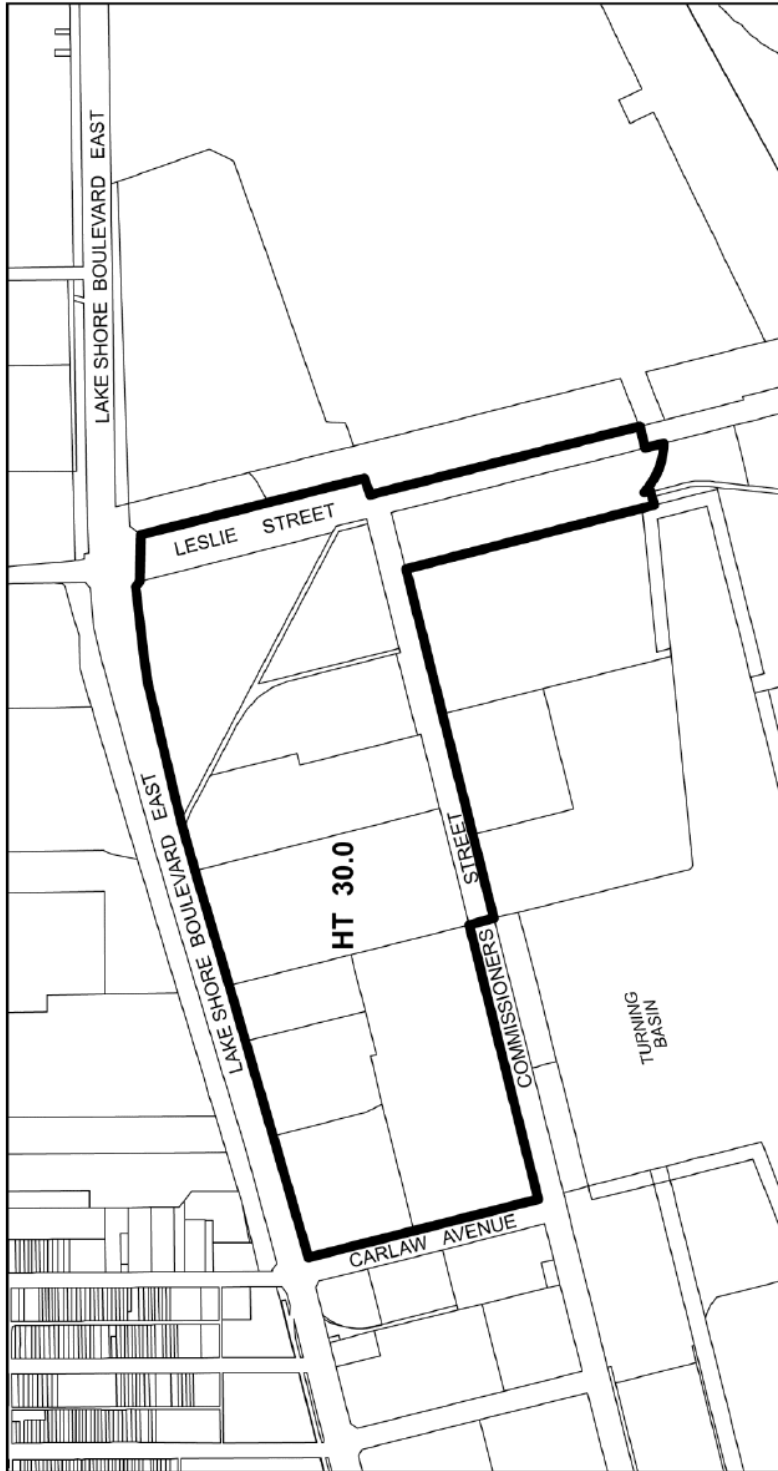 LAKE SHORE BOULEVARD EAST
LESLIE STREET
LAKE SHORE BOULEVARD EAST
HT 30.0
STREET
COMMISSIONERS
TURNING
BASIN
CARLAW AVENUE